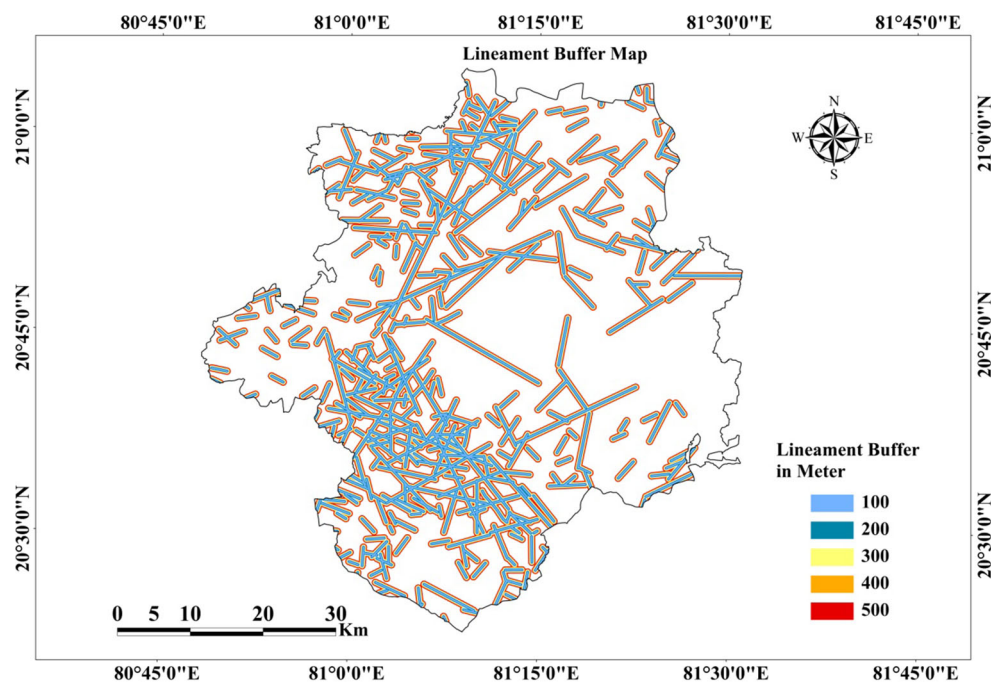 80°45'0"E 81°0'0"E 81°15'0"E 81°30'0"E 81°45'0"E
Lineament Buffer Map
21°0'0"N
21°0'0"N
N
W
E
S
20°45'0"N
20°45'0"N
Lineament Buffer
in Meter
100
200
300
400
500
20°30'0"N
20°30'0"N
0 5 10 20 30
Km
80°45'0"E 81°0'0"E 81°15'0"E 81°30'0"E 81°45'0"E